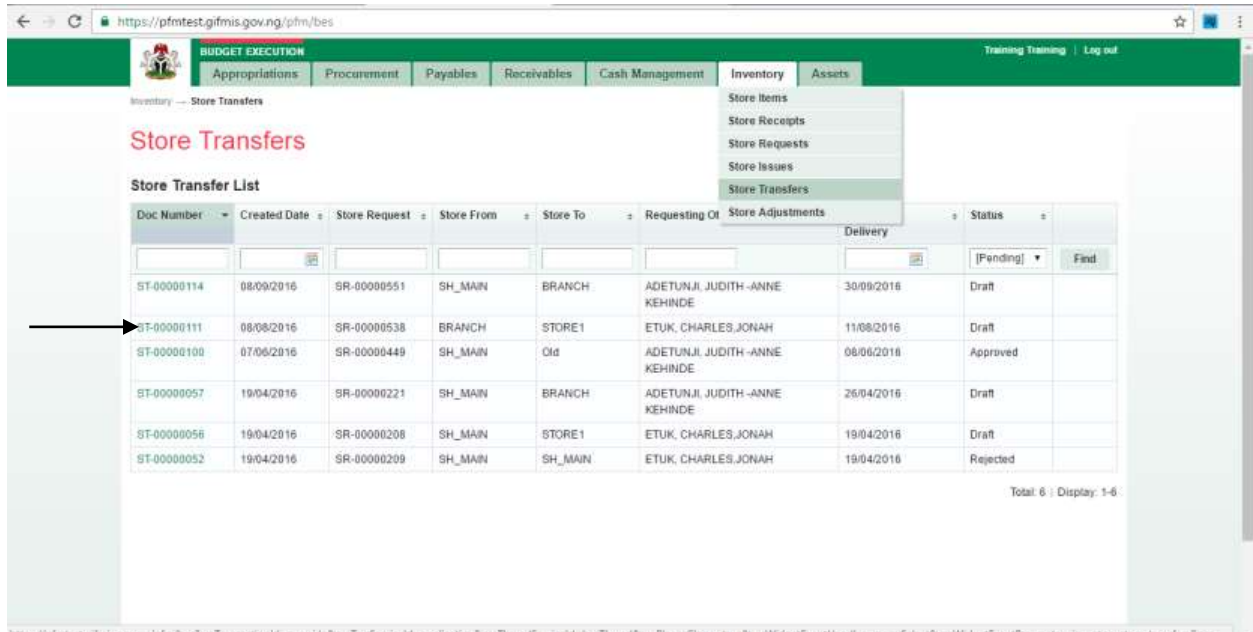 https://pfmtest.gifmis.gov.ng/pfm/bes
BUDGET EXECUTION
Training Training | Log out
Appropriations Procurement Payables Receivables Cash Management Inventory Assets
Inventory → Store Transfers
Store Items
Store Receipts
Store Requests
Store Issues
Store Transfers
Store Adjustments
Store Transfers
Store Transfer List
Doc Number Created Date Store Request Store From Store To Requesting Of Delivery Status
[Pending] Find
ST-00000114 08/09/2016 SR-00000551 SH_MAIN BRANCH ADETUNJI, JUDITH -ANNE KEHINDE 30/09/2016 Draft
ST-00000111 08/08/2016 SR-00000538 BRANCH STORE1 ETUK, CHARLES,JONAH 11/08/2016 Draft
ST-00000100 07/06/2016 SR-00000449 SH_MAIN Old ADETUNJI, JUDITH -ANNE KEHINDE 08/06/2016 Approved
ST-00000057 19/04/2016 SR-00000221 SH_MAIN BRANCH ADETUNJI, JUDITH -ANNE KEHINDE 26/04/2016 Draft
ST-00000056 19/04/2016 SR-00000208 SH_MAIN STORE1 ETUK, CHARLES,JONAH 19/04/2016 Draft
ST-00000052 19/04/2016 SR-00000209 SH_MAIN SH_MAIN ETUK, CHARLES,JONAH 19/04/2016 Rejected
Total: 6 | Display: 1-6